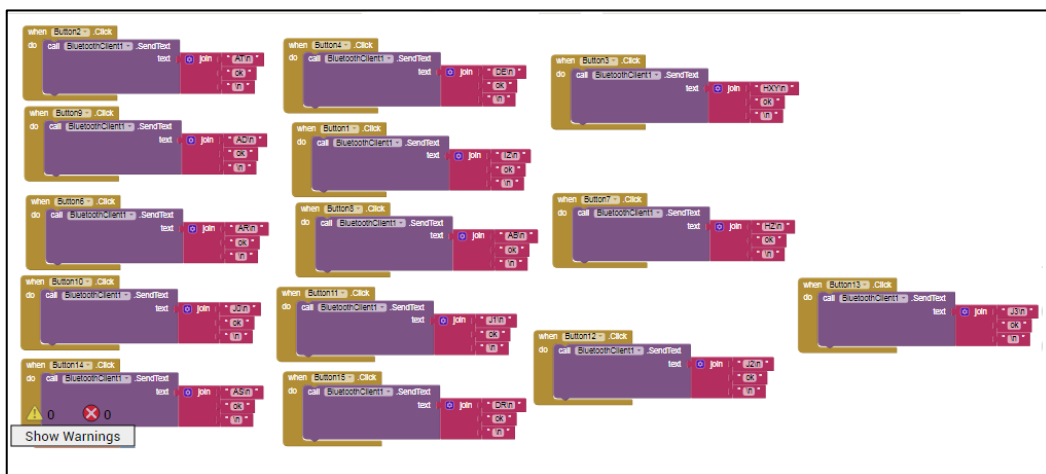 when Button2 .Click
do call BluetoothClient1 .SendText
text join " AT\n "
" ok "
" \n "
when Button4 .Click
do call BluetoothClient1 .SendText
text join " DE\n "
" ok "
" \n "
when Button3 .Click
do call BluetoothClient1 .SendText
text join " HXY\n "
" ok "
" \n "
when Button9 .Click
do call BluetoothClient1 .SendText
text join " AD\n "
" ok "
" \n "
when Button1 .Click
do call BluetoothClient1 .SendText
text join " IZ\n "
" ok "
" \n "
when .Click
do call BluetoothClient1 .SendText
text join " AR\n "
" ok "
" \n "
when Button8 .Click
do call BluetoothClient1 .SendText
text join " AB\n "
" ok "
" \n "
when Button7 .Click
do call BluetoothClient1 .SendText
text join " HZ\n "
" ok "
" \n "
when Button10 .Click
do call BluetoothClient1 .SendText
text join " J0\n "
" ok "
" \n "
when Button11 .Click
do call BluetoothClient1 .SendText
text join " J1\n "
" ok "
" \n "
when Button13 .Click
do call BluetoothClient1 .SendText
text join " J3\n "
" ok "
" \n "
when Button12 .Click
do call BluetoothClient1 .SendText
text join " J2\n "
" ok "
" \n "
when Button14 .Click
do call BluetoothClient1 .SendText
text join " AS\n "
" ok "
" \n "
when Button15 .Click
do call BluetoothClient1 .SendText
text join " DR\n "
" ok "
" \n "
0 0
Show Warnings